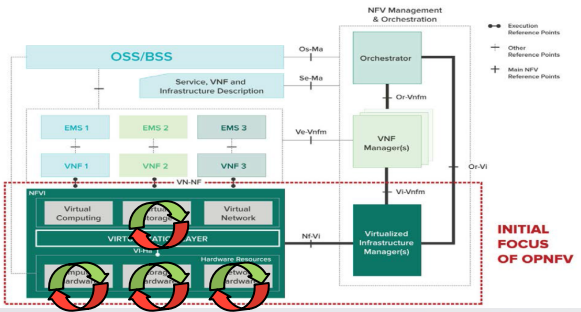 NFV Management
& Orchestration
Execution
Reference Points
Other
Reference Points
Main NFV
Reference Points
OSS/BSS
Os-Ma
Orchestrator
Se-Ma
Service, VNF and
Infrastructure Description
Or-Vnfm
EMS 1
EMS 2
EMS 3
Ve-Vnfm
VNF
Manager(s)
VNF 1
VNF 2
VNF 3
Or-Vi
VN-NF
Vi-Vnfm
NFVI
Virtual
Computing
Virtual
Network
Nf-Vi
Virtualized
Infrastructure
Manager(s)
LAYER
Hardware Resources
INITIAL
FOCUS
OF OPNFV